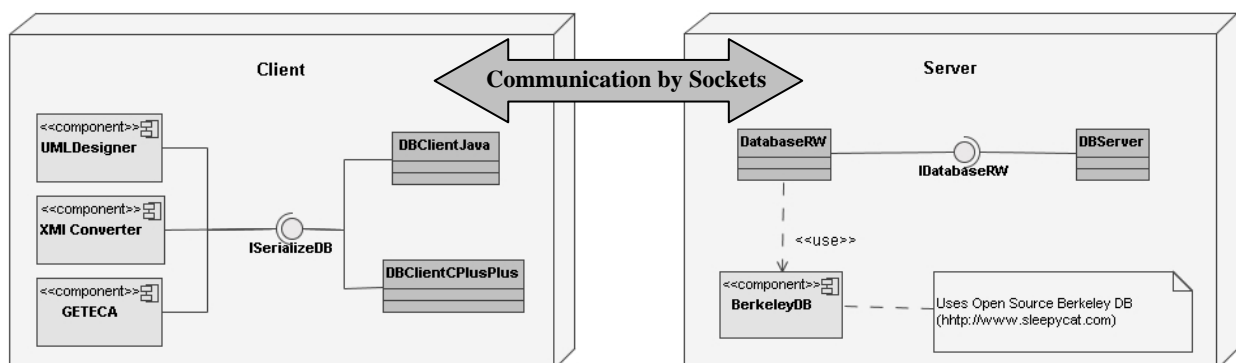 Client
Communication by Sockets
Server
<<component>>
UMLDesigner
<<component>>
XMI Converter
<<component>>
GETECA
ISerializeDB
DBClientJava
DBClientCPlusPlus
DatabaseRW
IDatabaseRW
DBServer
<<use>>
<<component>>
BerkeleyDB
Uses Open Source Berkeley DB
(hhtp://www.sleepycat.com)